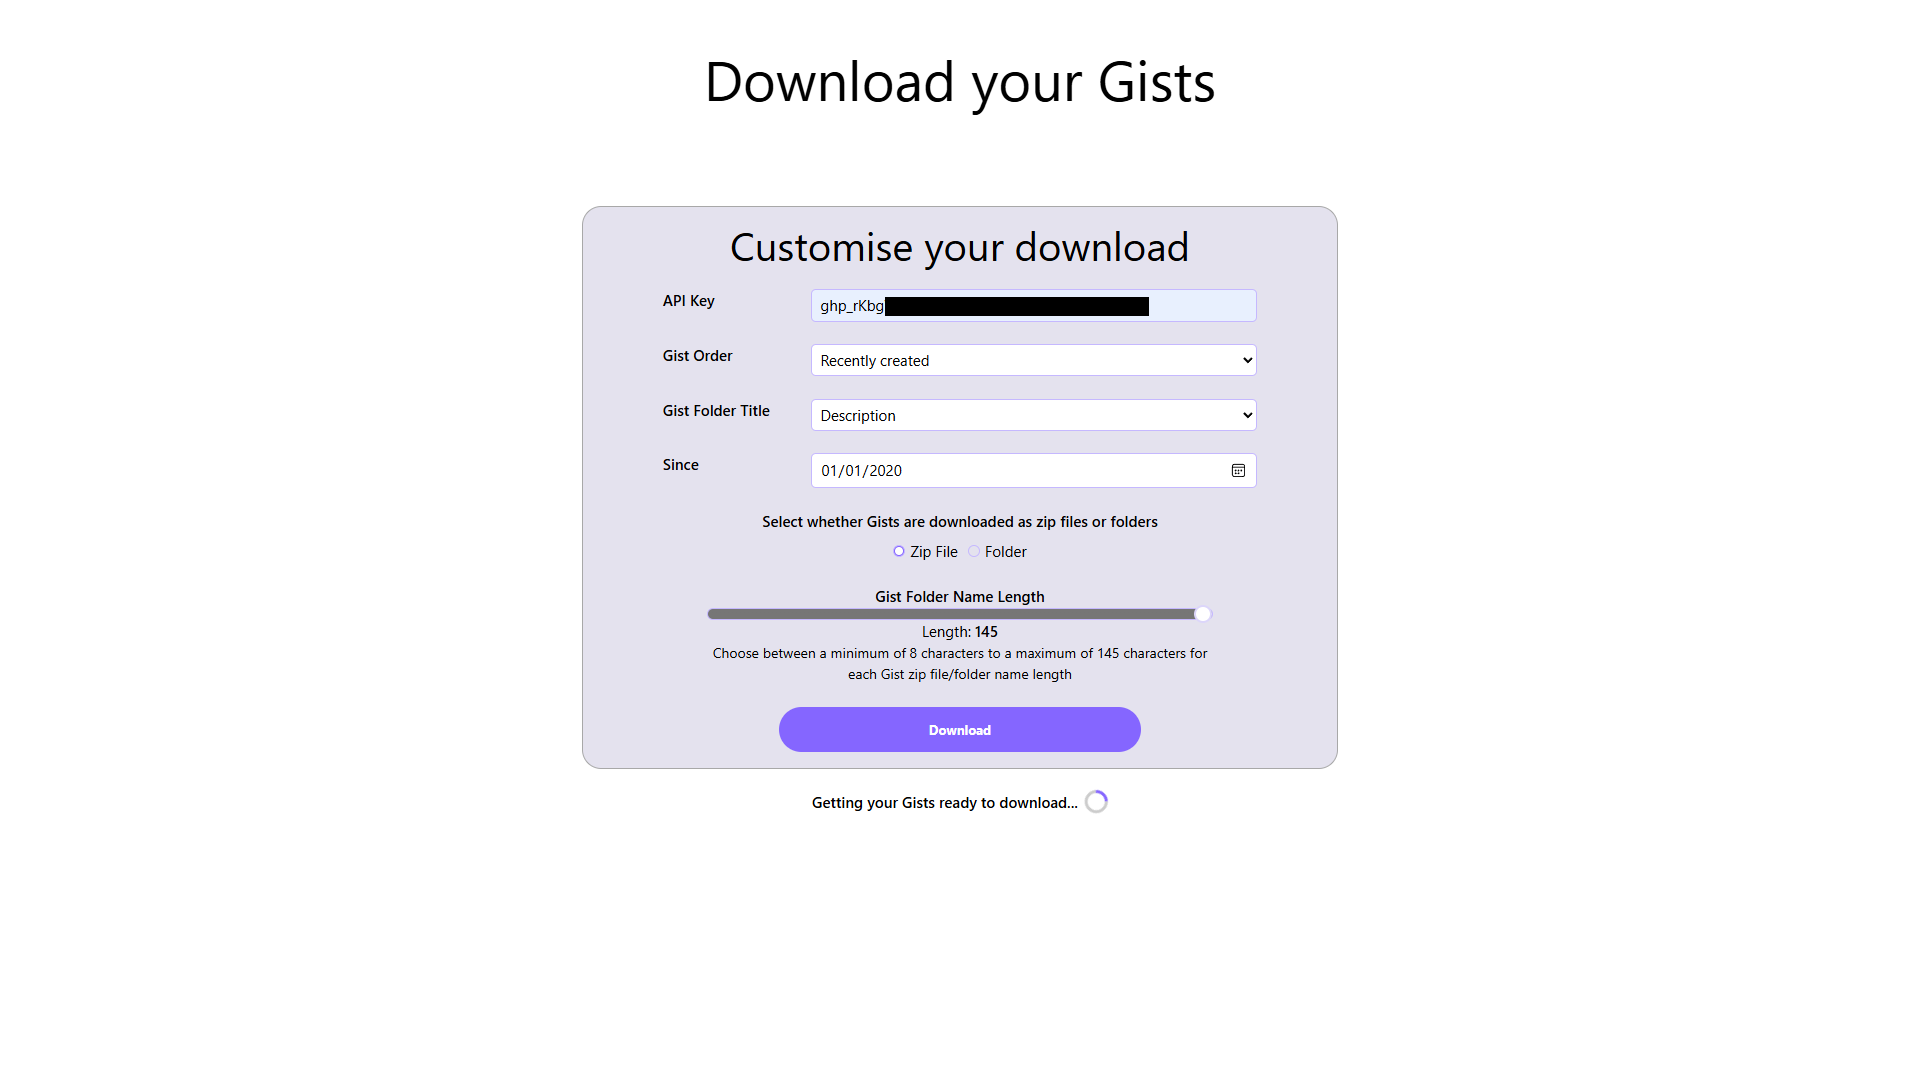 Download your Gists
Customise your download
API Key
ghp_rKbg
Gist Order
Recently created
Gist Folder Title
Description
Since
01/01/2020
Select whether Gists are downloaded as zip files or folders
Zip File Folder
Gist Folder Name Length
Length: 145
Choose between a minimum of 8 characters to a maximum of 145 characters for
each Gist zip file/folder name length
Download
Getting your Gists ready to download...